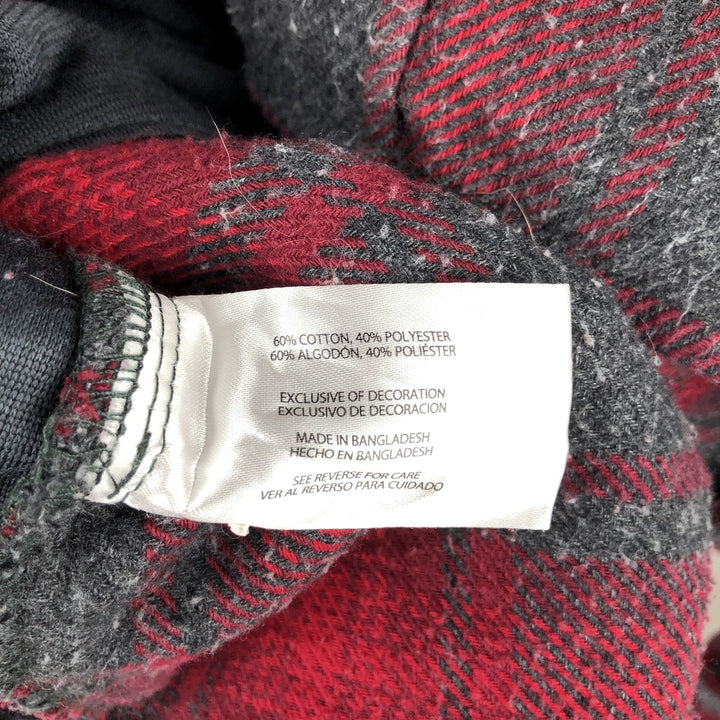 60% COTTON, 40% POLYESTER
60% ALGODÓN, 40% POLIÉSTER
EXCLUSIVE OF DECORATION
EXCLUSIVO DE DECORACION
MADE IN BANGLADESH
HECHO EN BANGLADESH
SEE REVERSE FOR CARE
VER AL REVERSO PARA CUIDADO